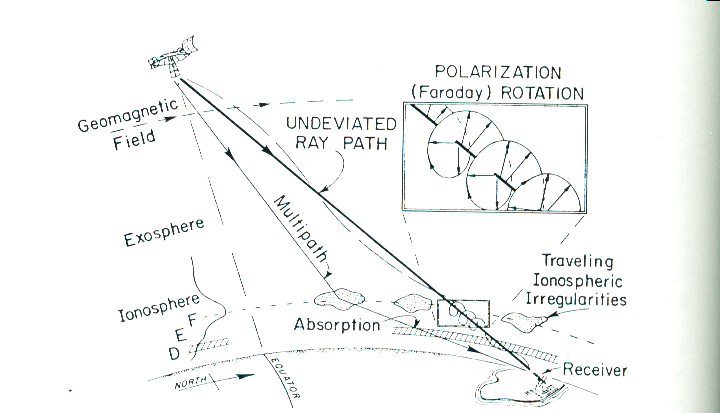 POLARIZATION
(Faraday) ROTATION
Geomagnetic
Field
UNDEVIATED
RAY PATH
Multipath
Exosphere
Traveling
Ionospheric
Irregularities
Ionosphere
F
E
D
Absorption
Receiver
NORTH
EQUATOR